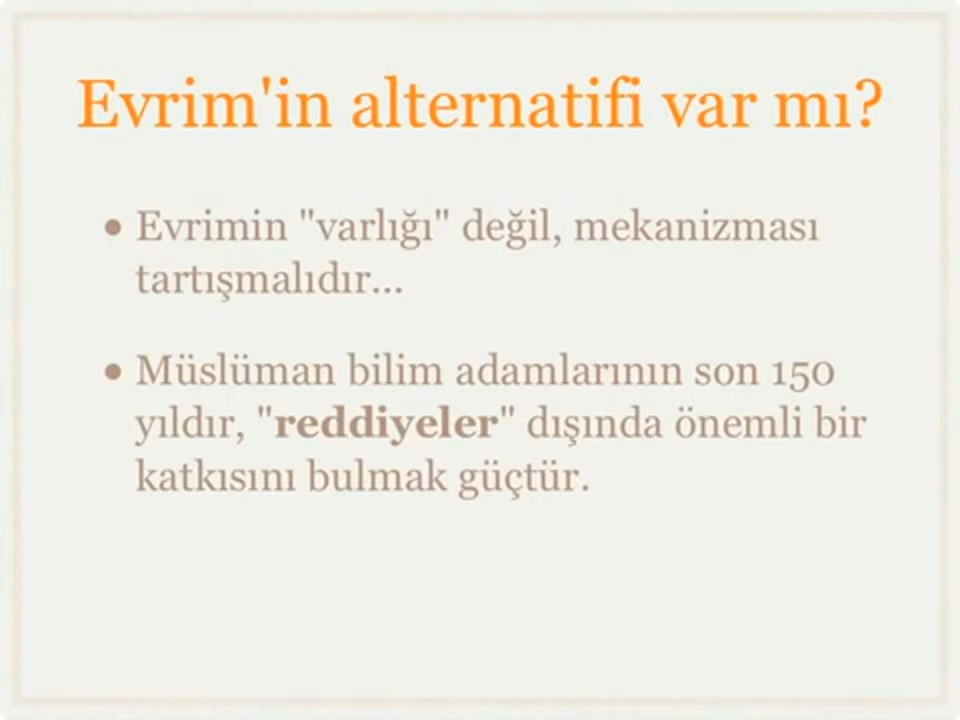 Evrim'in alternatifi var mı?
• Evrimin "varlığı" değil, mekanizması
tartışmalıdır...
• Müslüman bilim adamlarının son 150
yıldır, "reddiyeler" dışında önemli bir
katkısını bulmak güçtür.